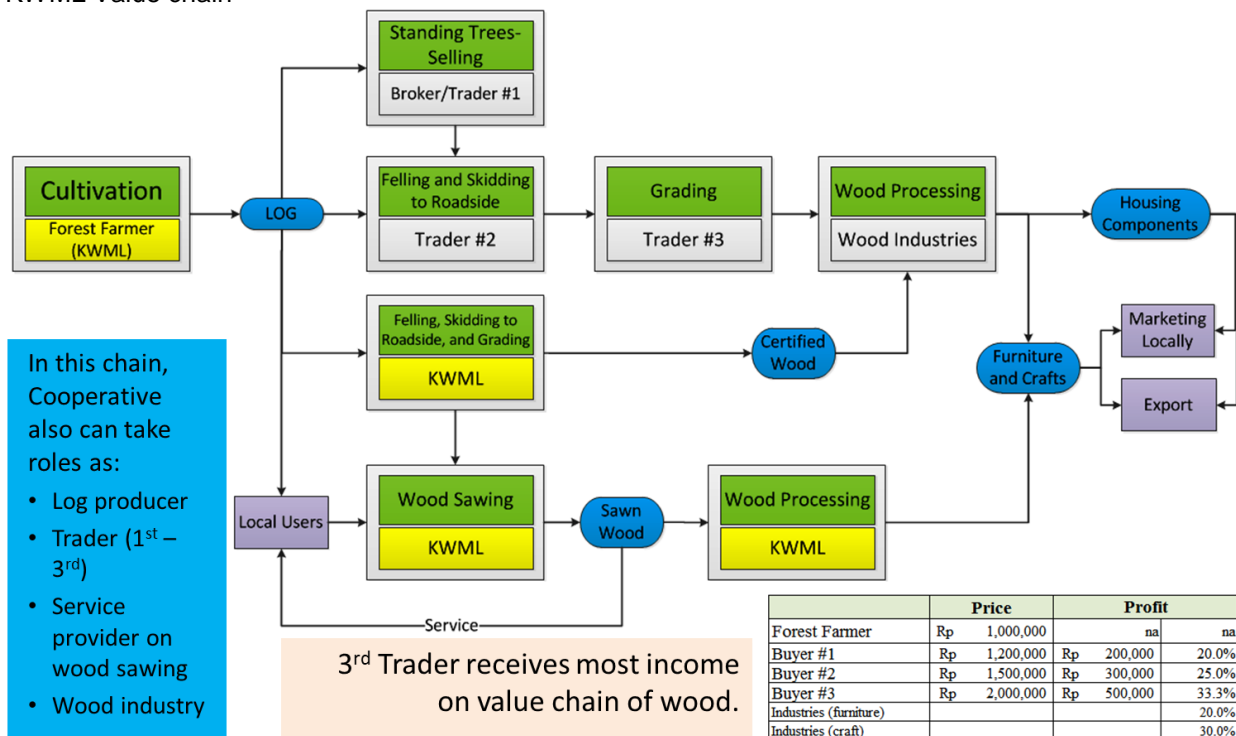 KWML Value chain
Standing Trees-
Selling
Broker/Trader #1
Cultivation
Forest Farmer
(KWML)
LOG
Felling and Skidding
to Roadside
Trader #2
Grading
Trader #3
Wood Processing
Wood Industries
Housing
Components
Felling, Skidding to
Roadside, and Grading
KWML
Certified
Wood
Furniture
and Crafts
Marketing
Locally
Export
In this chain,
Cooperative
also can take
roles as:
• Log producer
• Trader (1st –
3rd)
• Service
provider on
wood sawing
• Wood industry
Local Users
Wood Sawing
KWML
Sawn
Wood
Wood Processing
KWML
Service
3rd Trader receives most income
on value chain of wood.
Price Profit
Forest Farmer Rp 1,000,000 na na
Buyer #1 Rp 1,200,000 Rp 200,000 20.0%
Buyer #2 Rp 1,500,000 Rp 300,000 25.0%
Buyer #3 Rp 2,000,000 Rp 500,000 33.3%
Industries (furniture) 20.0%
Industries (craft) 30.0%